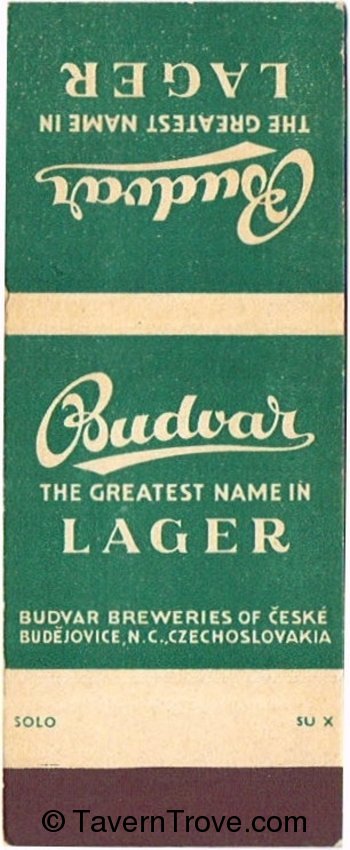 LAGER
THE GREATEST NAME IN
Budvar
Budvar
THE GREATEST NAME IN
LAGER
BUDVAR BREWERIES OF ČESKÉ
BUDĚJOVICE, N.C., CZECHOSLOVAKIA
SOLO SU X
© TavernTrove.com